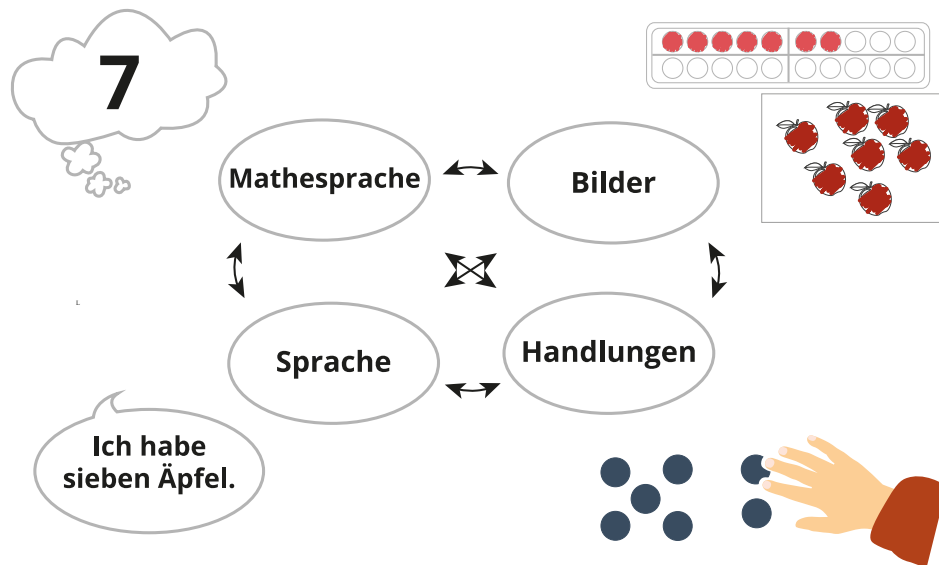 7
Mathesprache
Bilder
Sprache
Handlungen
Ich habe
sieben Äpfel.